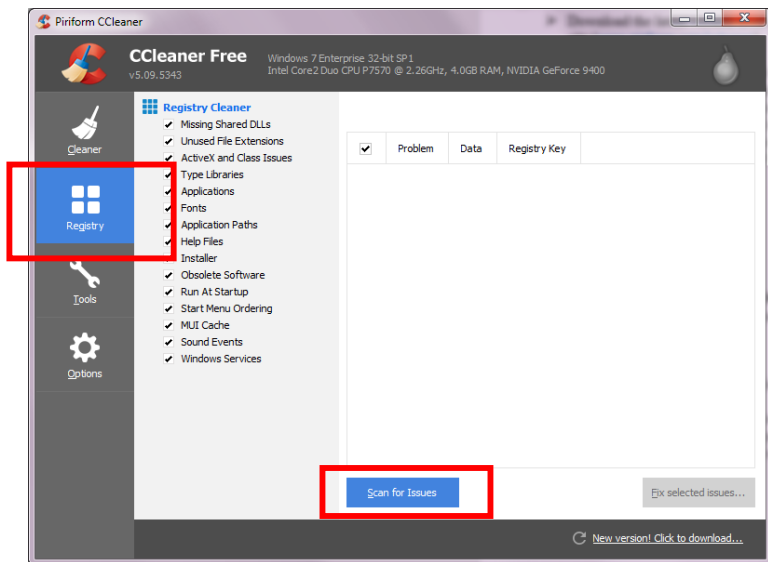 Piriform CCleaner
CCleaner Free
v5.09.5343
Windows 7 Enterprise 32-bit SP1
Intel Core2 Duo CPU P7570 @ 2.26GHz, 4.0GB RAM, NVIDIA GeForce 9400
Cleaner
Registry
Tools
Options
Registry Cleaner
Missing Shared DLLs
Unused File Extensions
ActiveX and Class Issues
Type Libraries
Applications
Fonts
Application Paths
Help Files
Installer
Obsolete Software
Run At Startup
Start Menu Ordering
MUI Cache
Sound Events
Windows Services
Problem Data Registry Key
Scan for Issues
Fix selected issues...
New version! Click to download...